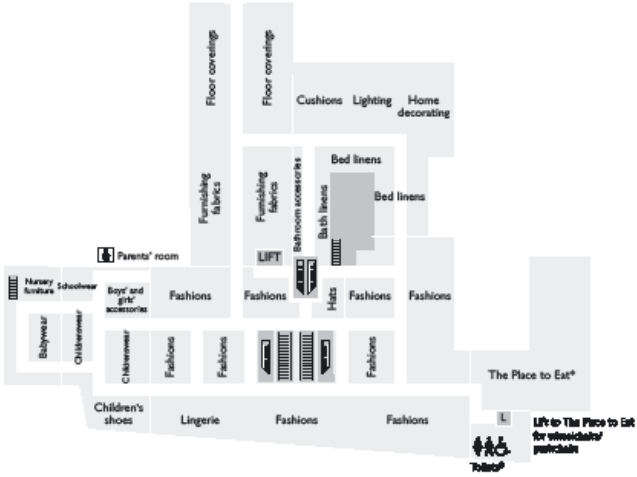 Floor coverings
Floor coverings
Cushions
Lighting
Home
decorating
Furnishing
fabrics
Furnishing
fabrics
Bathroom accessories
Bed linens
Bath linens
Bed linens
LIFT
Parents' room
Nursery
furniture
Schoolwear
Boys' and
girls'
accessories
Fashions
Fashions
Hats
Fashions
Fashions
Babywear
Childrenswear
Childrenswear
Fashions
Fashions
Fashions
The Place to Eat*
Children's
shoes
Lingerie
Fashions
Fashions
L
Lift to The Place to Eat
for wheelchairs/
pushchairs
Toilets